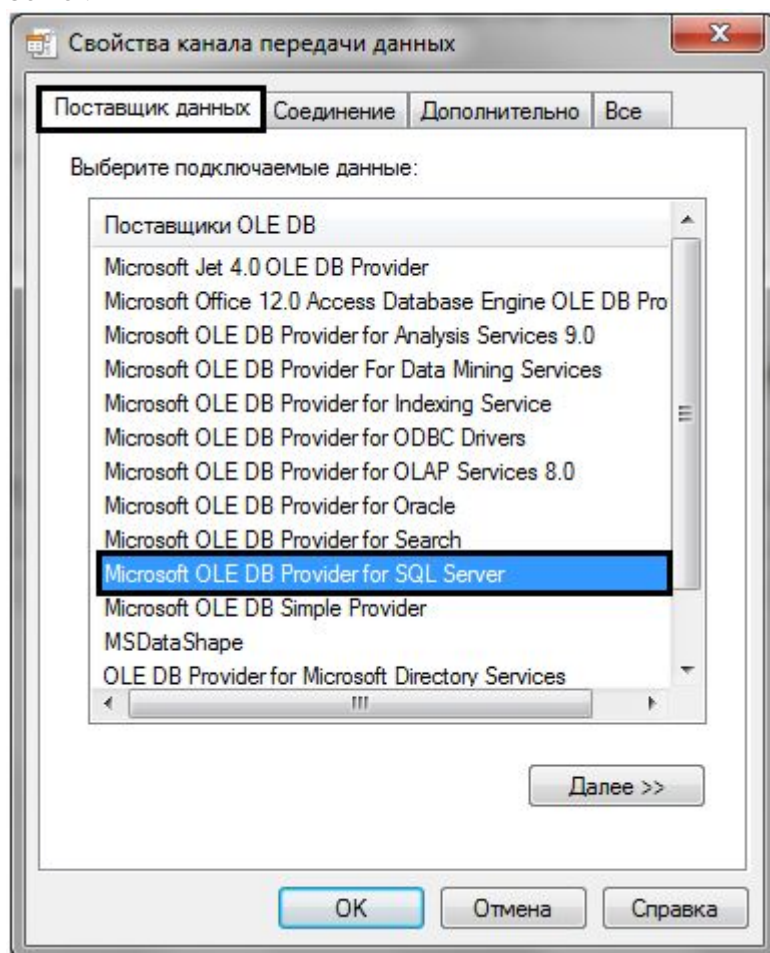 Свойства канала передачи данных
Поставщик данных Соединение Дополнительно Все
Выберите подключаемые данные:
Поставщики OLE DB
Microsoft Jet 4.0 OLE DB Provider
Microsoft Office 12.0 Access Database Engine OLE DB Pro
Microsoft OLE DB Provider for Analysis Services 9.0
Microsoft OLE DB Provider For Data Mining Services
Microsoft OLE DB Provider for Indexing Service
Microsoft OLE DB Provider for ODBC Drivers
Microsoft OLE DB Provider for OLAP Services 8.0
Microsoft OLE DB Provider for Oracle
Microsoft OLE DB Provider for Search
Microsoft OLE DB Provider for SQL Server
Microsoft OLE DB Simple Provider
MSDataShape
OLE DB Provider for Microsoft Directory Services
Далее >>
OK Отмена Справка